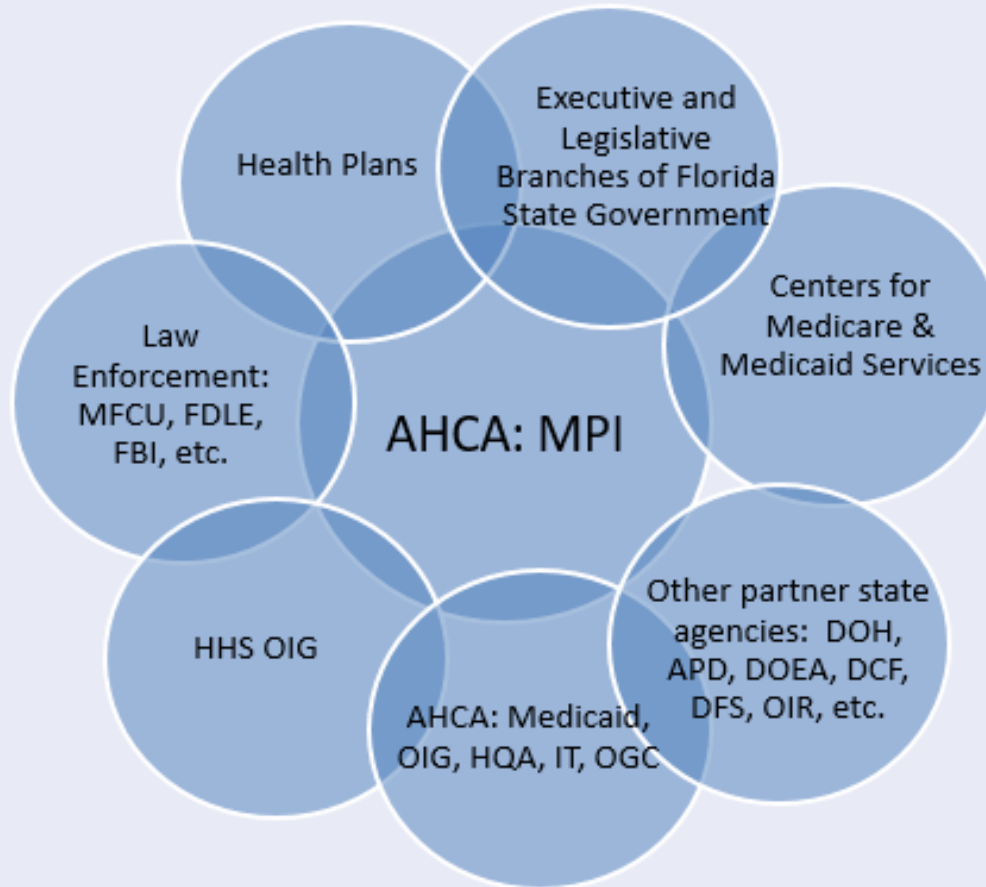 Health Plans
Executive and
Legislative
Branches of Florida
State Government
Centers for
Medicare &
Medicaid Services
Law
Enforcement:
MFCU, FDLE,
FBI, etc.
AHCA: MPI
HHS OIG
AHCA: Medicaid,
OIG, HQA, IT, OGC
Other partner state
agencies:  DOH,
APD, DOEA, DCF,
DFS, OIR, etc.